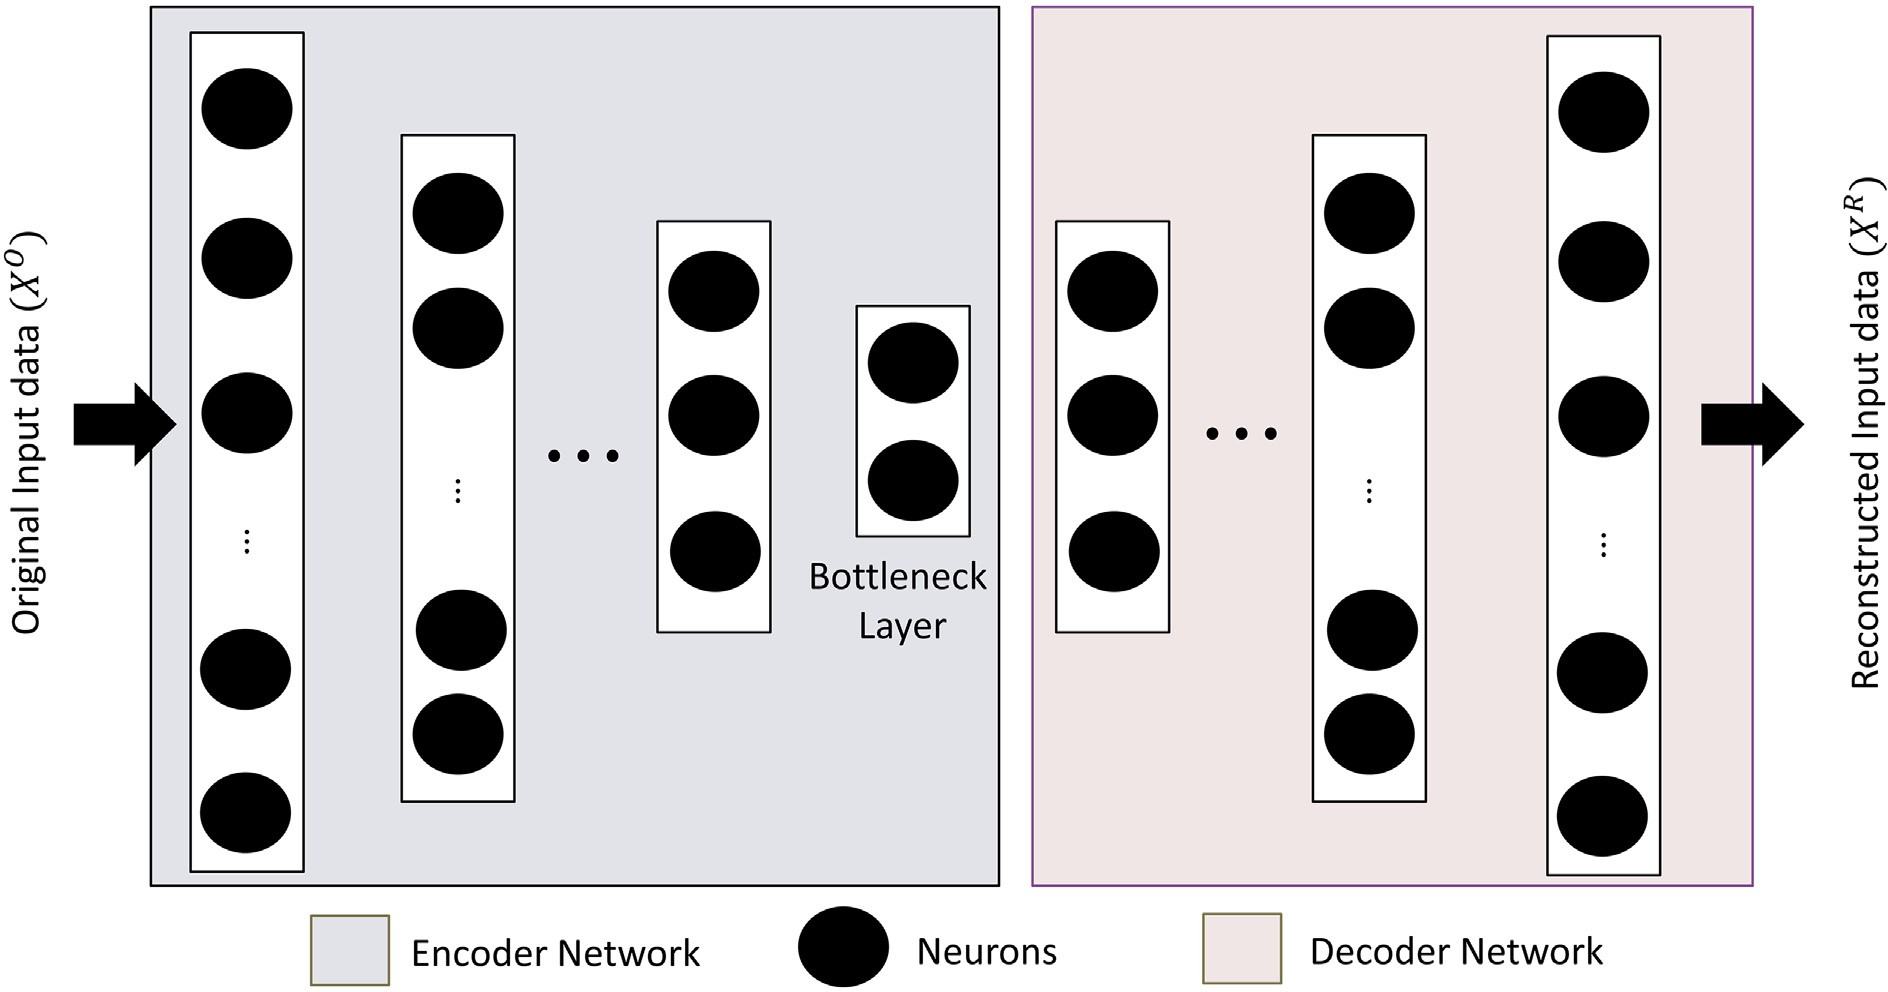 Original Input data (X^O)
Bottleneck
Layer
Reconstructed Input data (X^R)
Encoder Network
Neurons
Decoder Network